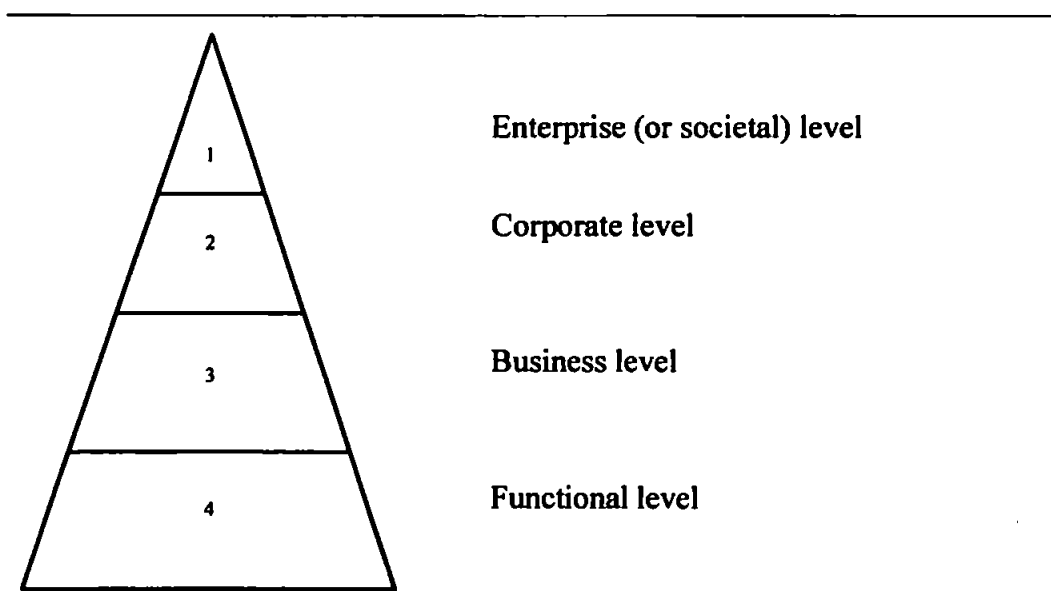 1
Enterprise (or societal) level
2
Corporate level
3
Business level
4
Functional level